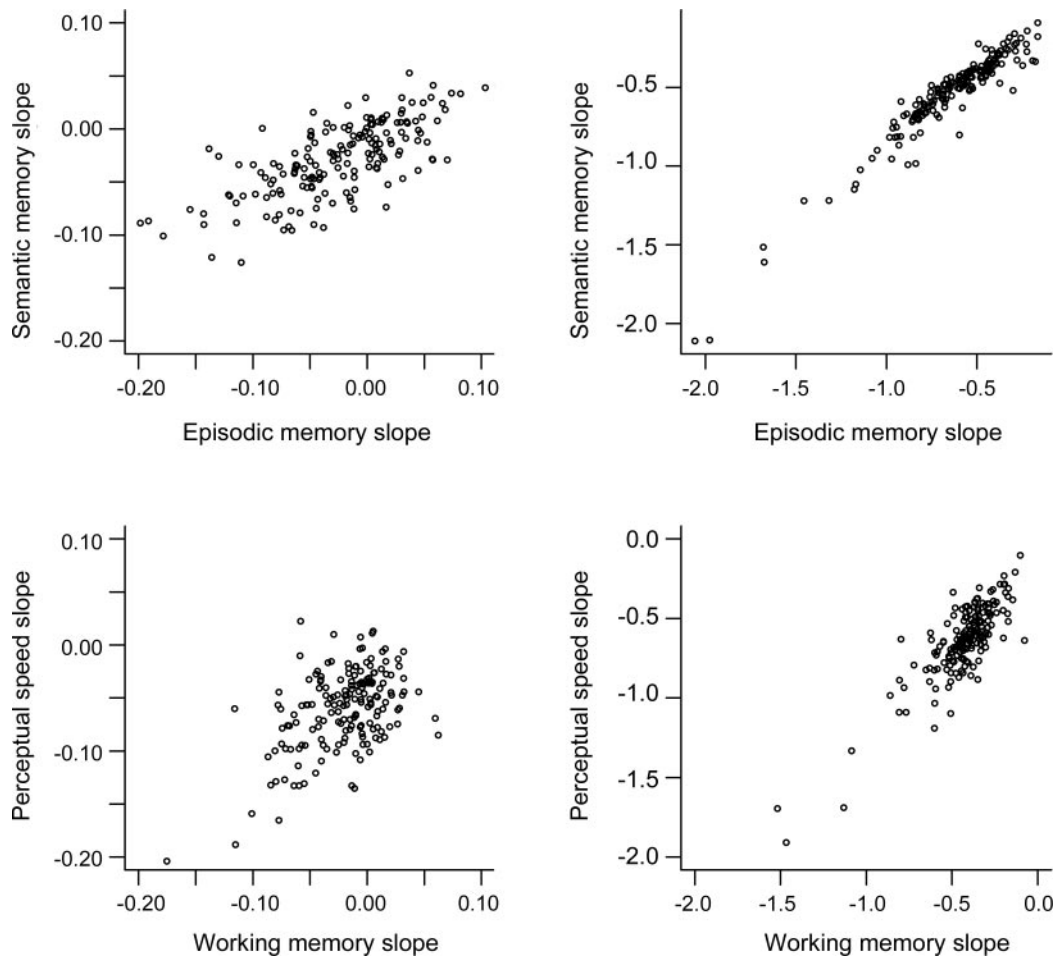 0.10
0.00
-0.10
-0.20
Semantic memory slope
-0.20 -0.10 0.00 0.10
Episodic memory slope
-0.5
-1.0
-1.5
-2.0
Semantic memory slope
-2.0 -1.5 -1.0 -0.5
Episodic memory slope
0.10
0.00
-0.10
-0.20
Perceptual speed slope
-0.20 -0.10 0.00 0.10
Working memory slope
0.0
-0.5
-1.0
-1.5
-2.0
Perceptual speed slope
-2.0 -1.5 -1.0 -0.5 0.0
Working memory slope